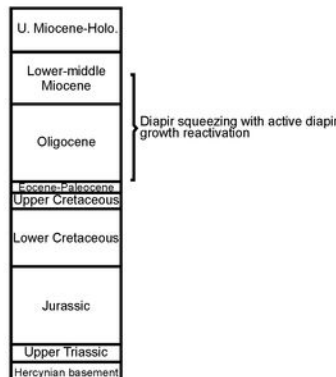 U. Miocene-Holo.
Lower-middle
Miocene
Oligocene
Diapir squeezing with active diapir
growth reactivation
Eocene-Paleocene
Upper Cretaceous
Lower Cretaceous
Jurassic
Upper Triassic
Hercynian basement